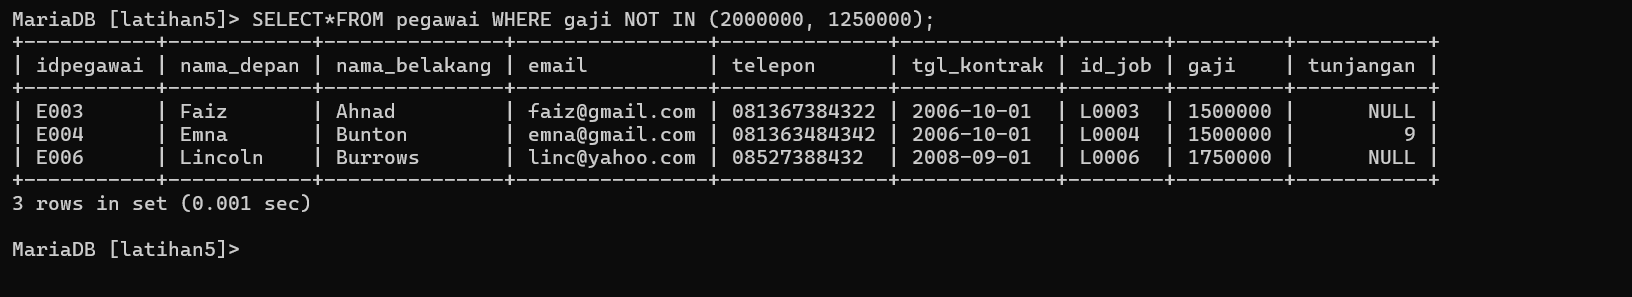 MariaDB [latihan5]> SELECT*FROM pegawai WHERE gaji NOT IN (2000000, 1250000);
+-----------+------------+---------------+----------------+--------------+-------------+--------+---------+-----------+
| idpegawai | nama_depan | nama_belakang | email          | telepon      | tgl_kontrak | id_job | gaji    | tunjangan |
+-----------+------------+---------------+----------------+--------------+-------------+--------+---------+-----------+
| E003      | Faiz       | Ahnad         | faiz@gmail.com | 081367384322 | 2006-10-01  | L0003  | 1500000 |      NULL |
| E004      | Emna       | Bunton        | emna@gmail.com | 081363484342 | 2006-10-01  | L0004  | 1500000 |         9 |
| E006      | Lincoln    | Burrows       | linc@yahoo.com | 08527388432  | 2008-09-01  | L0006  | 1750000 |      NULL |
+-----------+------------+---------------+----------------+--------------+-------------+--------+---------+-----------+
3 rows in set (0.001 sec)
MariaDB [latihan5]>